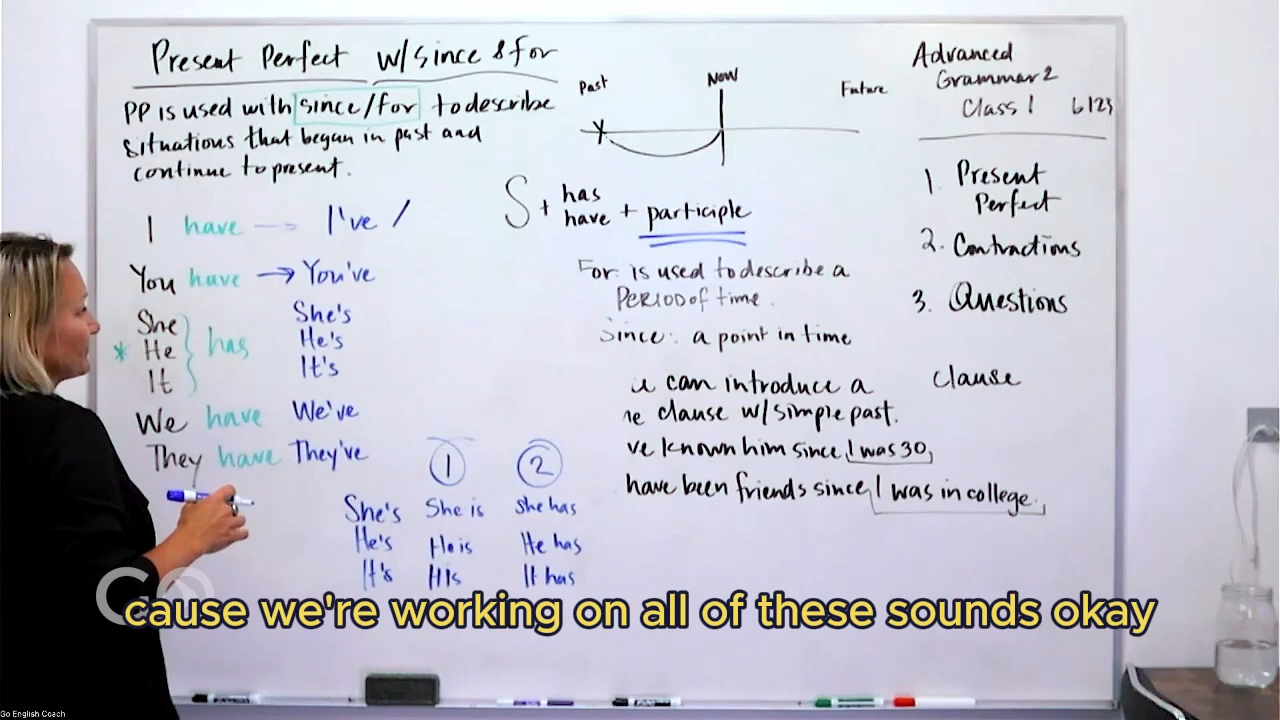 Present Perfect w/since & for
PP is used with since/for to describe
situations that began in past and
continue to present.
I have → I've /
You have → You've
She She's
* He has He's
It It's
We have We've
They have They've
1 2
She's She is She has
He's He is He has
It's It is It has
Past Now Future
X
S + has
have + participle
For: is used to describe a
PERIOD of time.
Since: a point in time
can introduce a
clause w/simple past.
've known him since I was 30,
have been friends since I was in college.
Advanced
Grammar 2
Class 1 6123
1. Present
Perfect
2. Contractions
3. Questions
Clause
GO
cause we're working on all of these sounds okay
Go English Coach